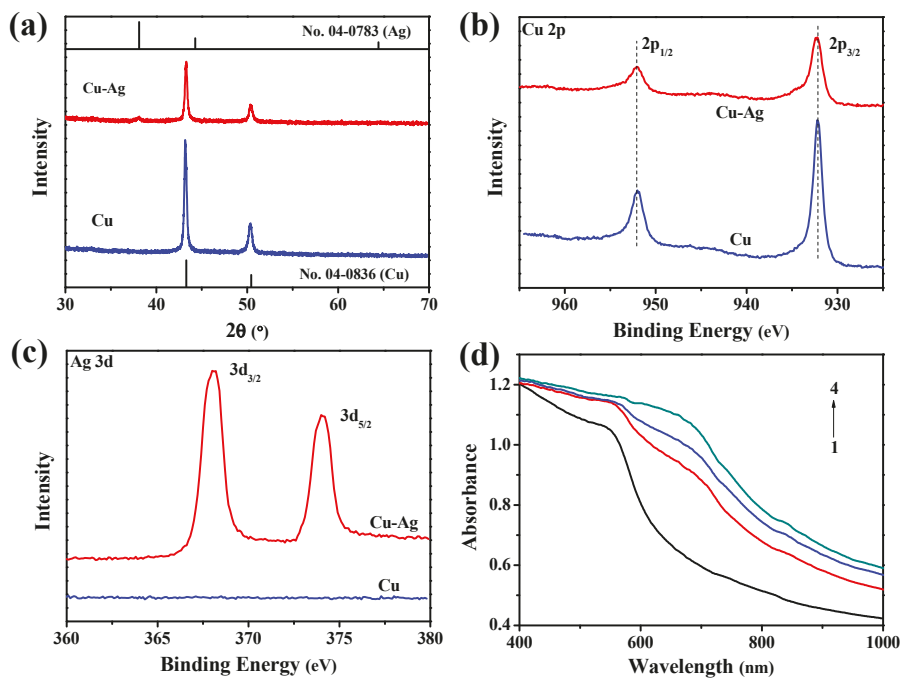 (a)
No. 04-0783 (Ag)
Cu-Ag
Cu
No. 04-0836 (Cu)
Intensity
30 40 50 60 70
2θ (°)
(b)
Cu 2p
2p1/2
2p3/2
Cu-Ag
Cu
Intensity
960 950 940 930
Binding Energy (eV)
(c)
Ag 3d
3d3/2
3d5/2
Cu-Ag
Cu
Intensity
360 365 370 375 380
Binding Energy (eV)
(d)
4
1
1.2
1.0
0.8
0.6
0.4
Absorbance
400 600 800 1000
Wavelength (nm)